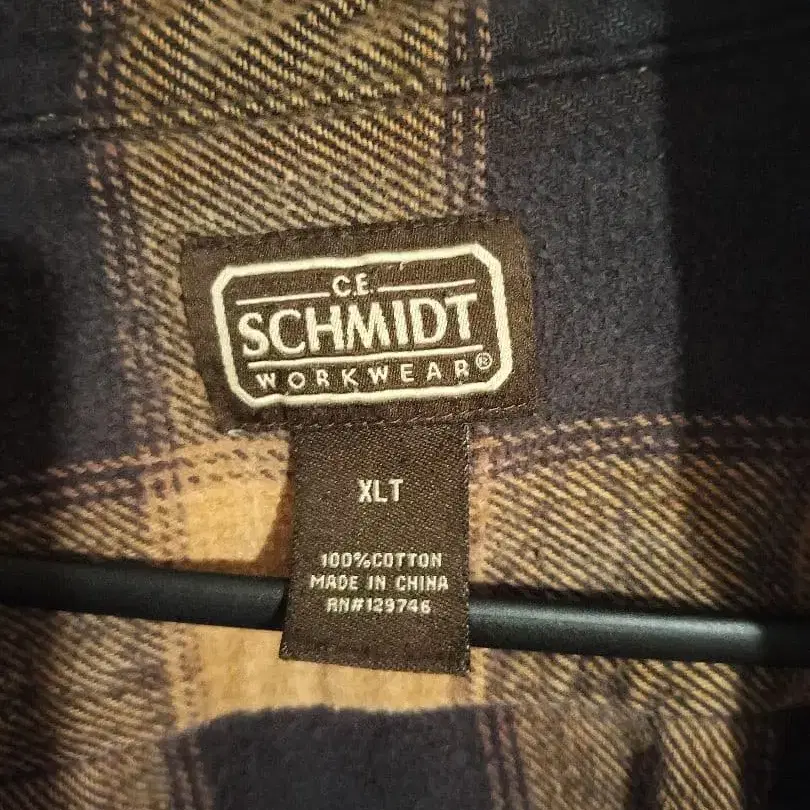 C.E.
SCHMIDT
WORKWEAR®
XLT
100%COTTON
MADE IN CHINA
RN#129746